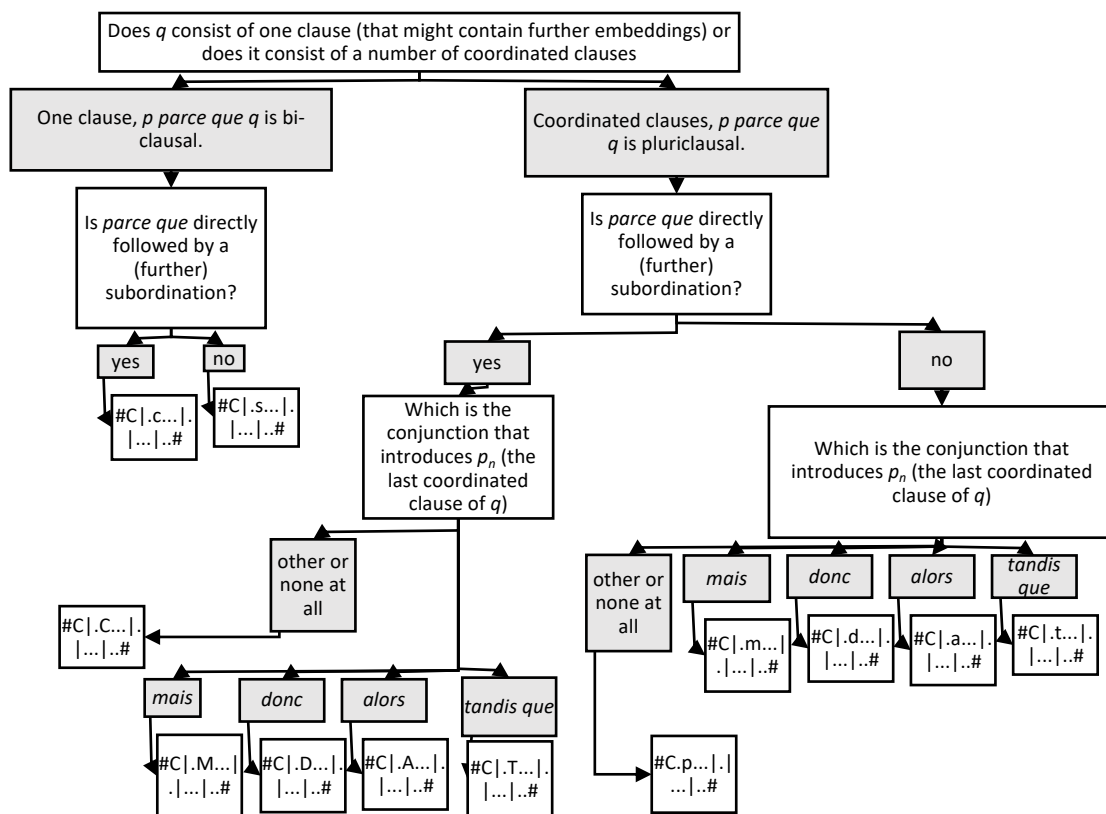 Does q consist of one clause (that might contain further embeddings) or
does it consist of a number of coordinated clauses
One clause, p parce que q is bi-
clausal.
Coordinated clauses, p parce que
q is pluriclausal.
Is parce que directly
followed by a
(further)
subordination?
Is parce que directly
followed by a
(further)
subordination?
yes
no
#C|.c...|.
|...|..#
#C|.s...|.
|...|..#
yes
no
Which is the
conjunction that
introduces pn (the
last coordinated
clause of q)
Which is the conjunction that
introduces pn (the last coordinated
clause of q)
other or
none at
all
#C|.C...|.
|...|..#
mais
donc
alors
tandis que
#C|.M...|
.|...|..#
#C|.D...|.
|...|..#
#C|.A...|.
|...|..#
#C|.T...|.
|...|..#
other or
none at
all
mais
donc
alors
tandis
que
#C|.m...|
.|...|..#
#C|.d...|.
|...|..#
#C|.a...|.
|...|..#
#C|.t...|.
|...|..#
#C.p...|.|
...|..#